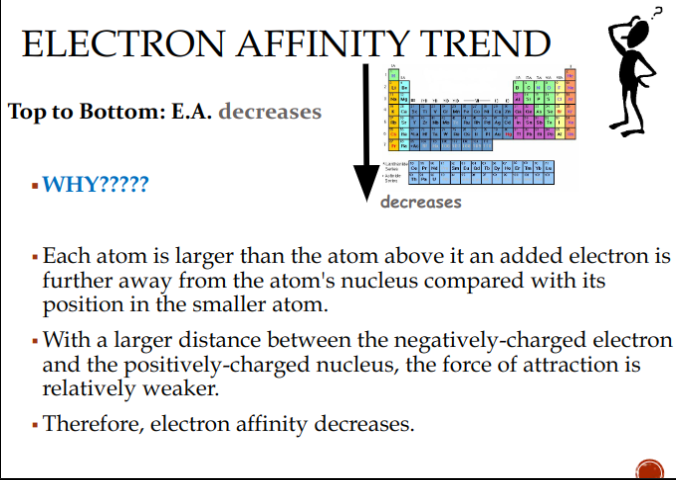 ELECTRON AFFINITY TREND
?
Top to Bottom: E.A. decreases
WHY?????
decreases
Each atom is larger than the atom above it an added electron is
further away from the atom's nucleus compared with its
position in the smaller atom.
With a larger distance between the negatively-charged electron
and the positively-charged nucleus, the force of attraction is
relatively weaker.
Therefore, electron affinity decreases.